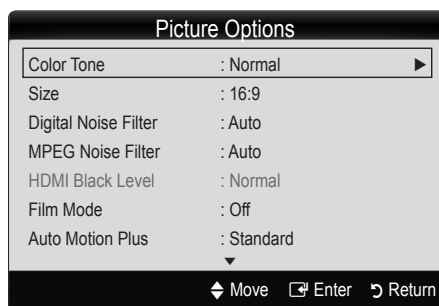 Picture Options
Color Tone : Normal ▶
Size : 16:9
Digital Noise Filter : Auto
MPEG Noise Filter : Auto
HDMI Black Level : Normal
Film Mode : Off
Auto Motion Plus : Standard
▼
Move Enter Return